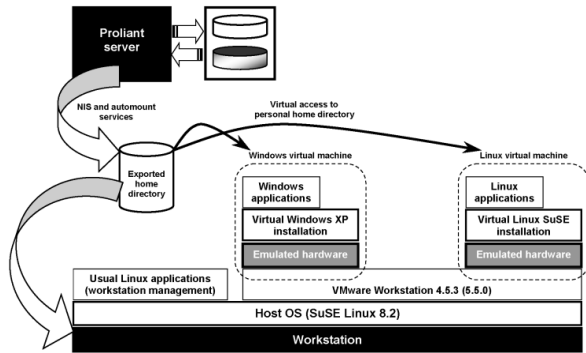 Proliant
server
NIS and automount
services
Virtual access to
personal home directory
Exported
home
directory
Windows virtual machine
Linux virtual machine
Windows
applications
Linux
applications
Virtual Windows XP
installation
Virtual Linux SuSE
installation
Emulated hardware
Emulated hardware
Usual Linux applications
(workstation management)
VMware Workstation 4.5.3 (5.5.0)
Host OS (SuSE Linux 8.2)
Workstation